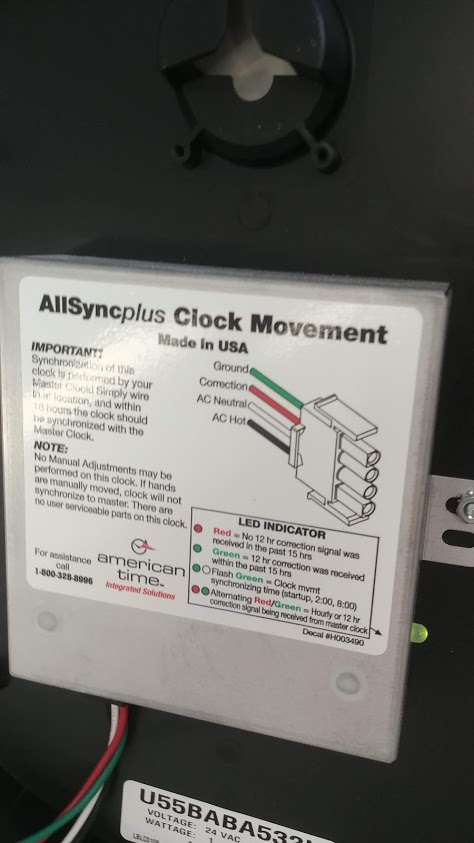 AllSyncplus Clock Movement
Made in USA
IMPORTANT!
Synchronization of this
clock is performed by your
Master Clock! Simply wire
in at location, and within
18 hours the clock should
be synchronized with the
Master Clock.
NOTE:
No Manual Adjustments may be
performed on this clock. If hands
are manually moved, clock will not
synchronize to master. There are
no user serviceable parts on this clock.
For assistance
call
1-800-328-8996
american
time
Integrated Solutions
Ground
Correction
AC Neutral
AC Hot
LED INDICATOR
Red = No 12 hr correction signal was
received in the past 15 hrs
Green = 12 hr correction was received
within the past 15 hrs
Flash Green = Clock mvmt
synchronizing time (startup, 2:00, 8:00)
Alternating Red/Green = Hourly or 12 hr
correction signal being received from master clock
Decal #H003490
U55BABA532
VOLTAGE: 24 VAC
WATTAGE: 1